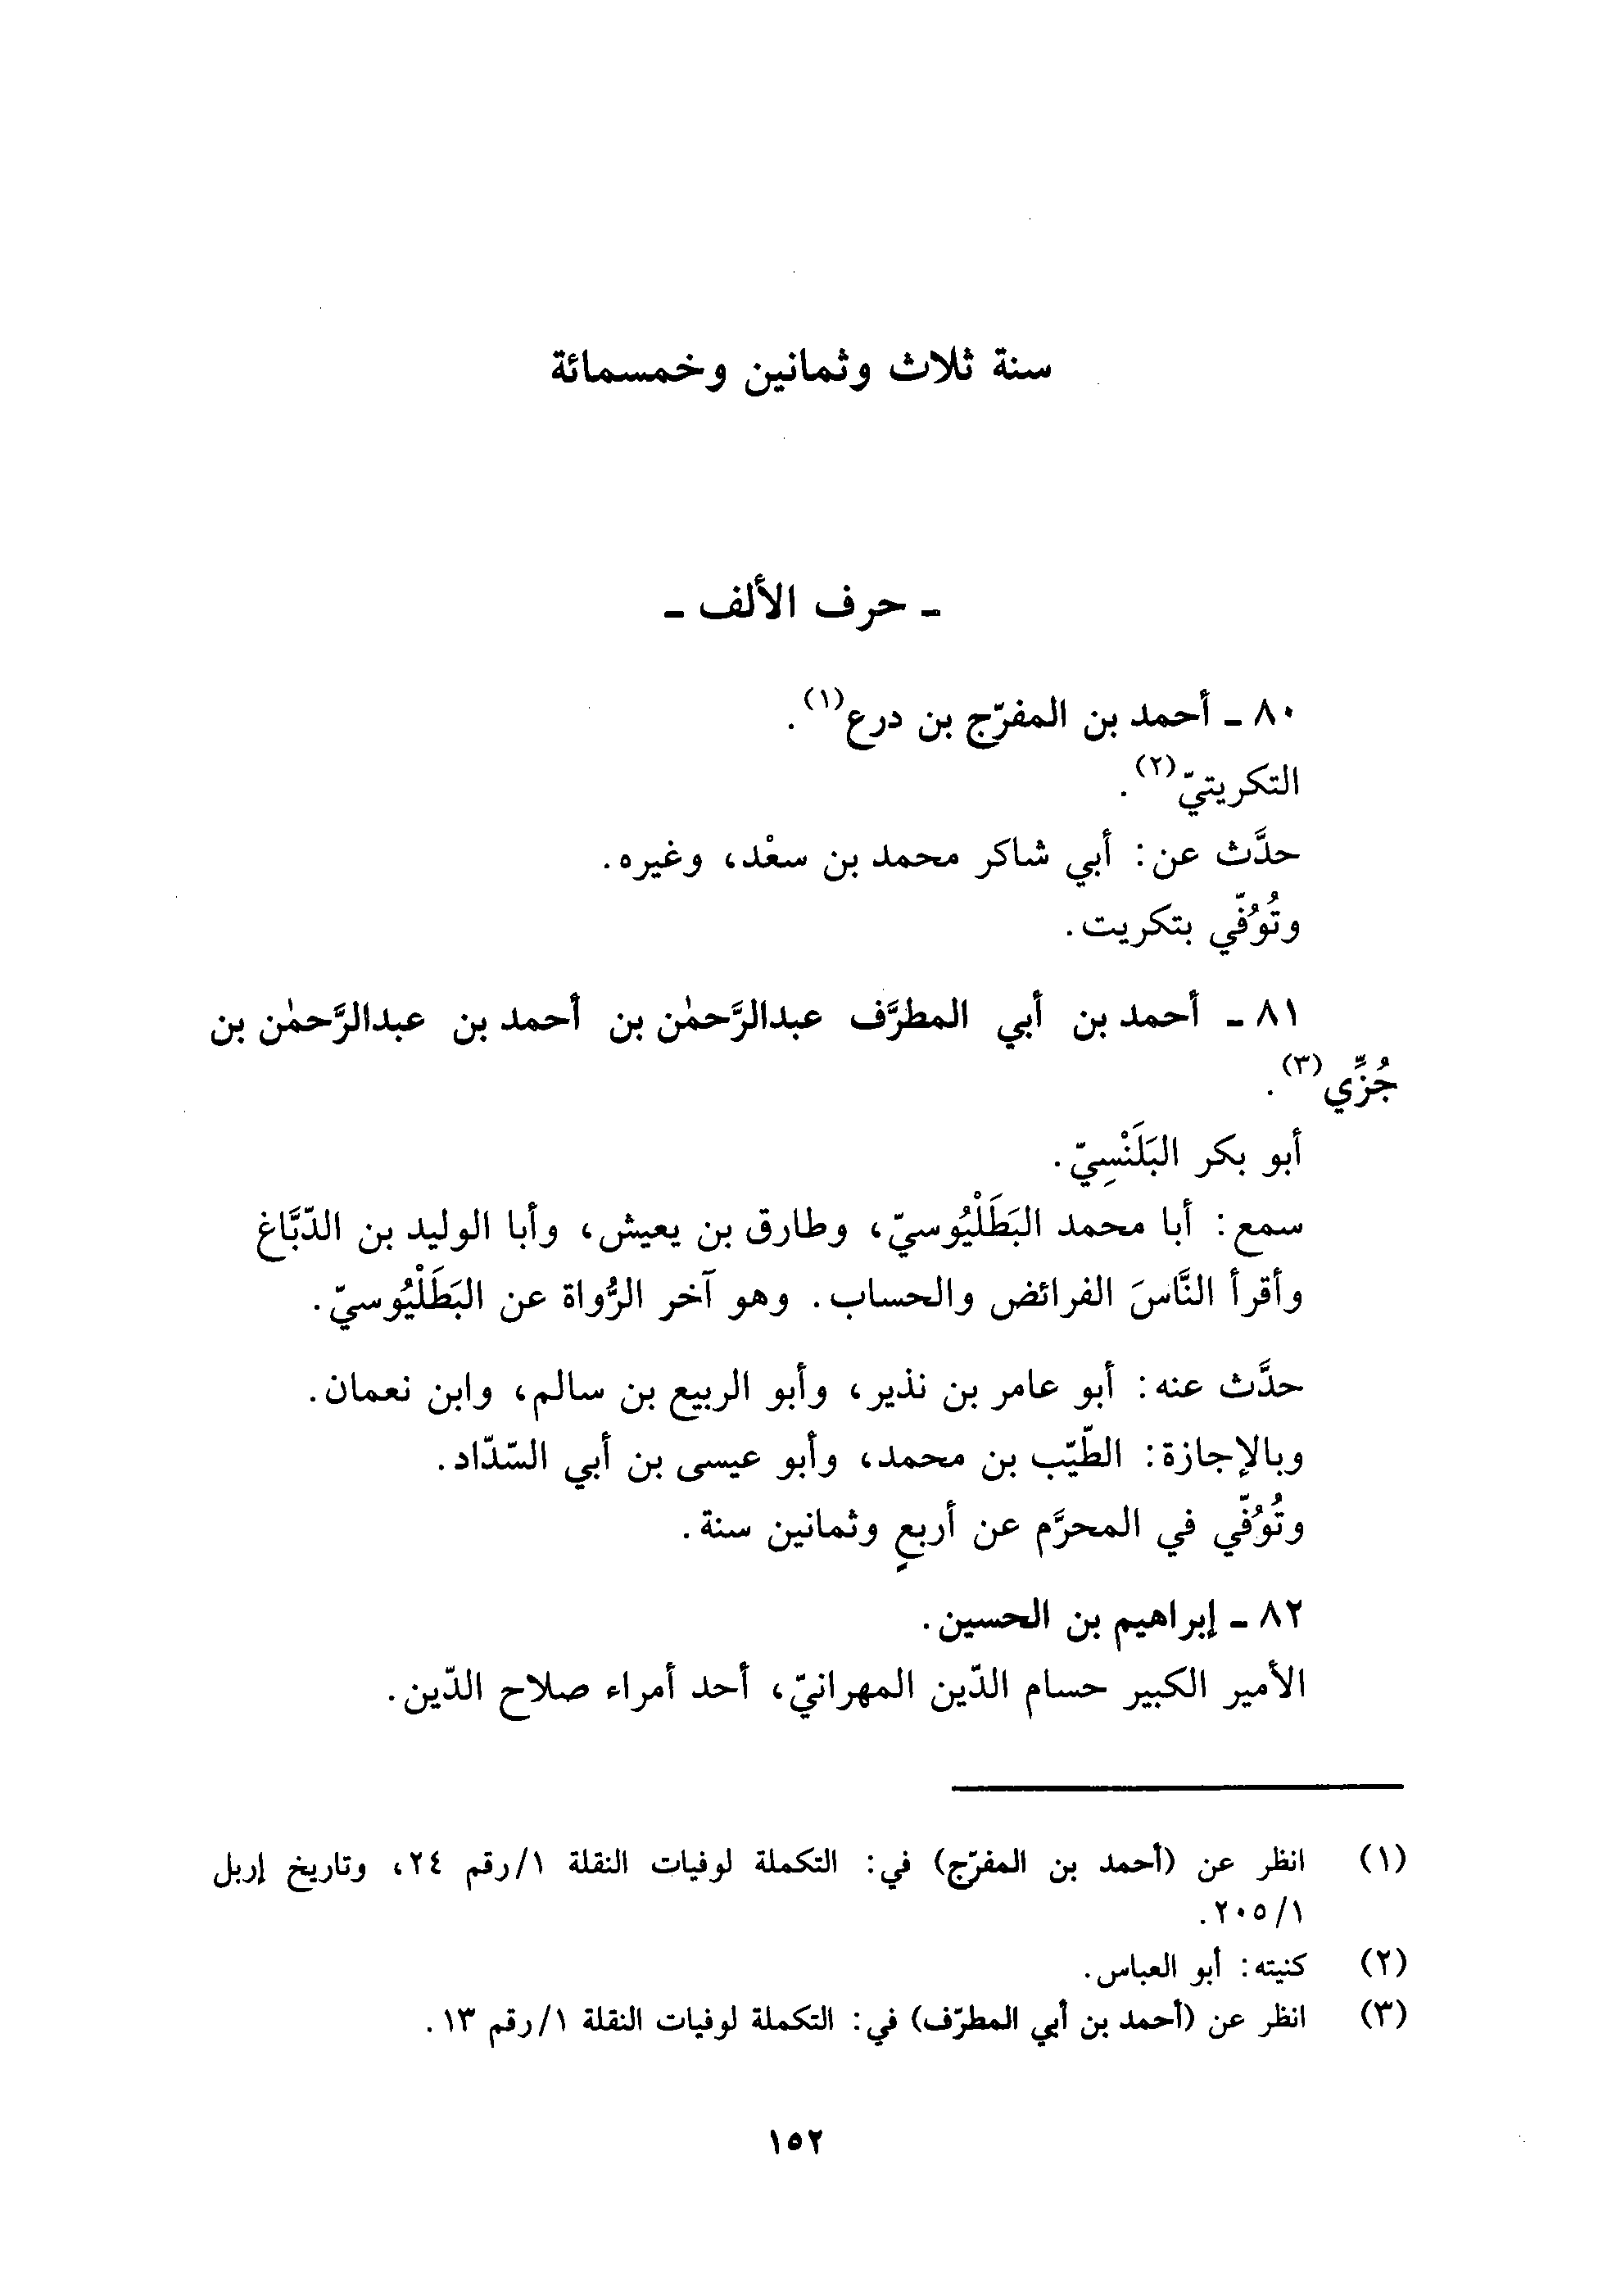 سنة ثلاث وثمانين وخمسمائة
ـ حرف الألف ـ
٨٠ ـ أحمد بن المفرّج بن درع(١).
التكريتيّ(٢).
حدَّث عن: أبي شاكر محمد بن سعْد، وغيره.
وتُوُفّي بتكريت.
٨١ ـ أحمد بن أبي المطرَّف عبدالرَّحمٰن بن أحمد بن عبدالرَّحمٰن بن
جُزِّي(٣).
أبو بكر البَلَنْسِيّ.
سمع: أبا محمد البَطَلْيُوسيّ، وطارق بن يعيش، وأبا الوليد بن الدّبَّاغ
وأقرأ النَّاسَ الفرائض والحساب. وهو آخر الرُّواة عن البَطَلْيُوسيّ.
حدَّث عنه: أبو عامر بن نذير، وأبو الربيع بن سالم، وابن نعمان.
وبالإجازة: الطّيّب بن محمد، وأبو عيسى بن أبي السّدّاد.
وتُوُفّي في المحرَّم عن أربعٍ وثمانين سنة.
٨٢ ـ إبراهيم بن الحسين.
الأمير الكبير حسام الدّين المهرانيّ، أحد أمراء صلاح الدّين.
(١) انظر عن (أحمد بن المفرّج) في: التكملة لوفيات النقلة ١/رقم ٢٤، وتاريخ إربل
١/٢٠٥.
(٢) كنيته: أبو العباس.
(٣) انظر عن (أحمد بن أبي المطرّف) في: التكملة لوفيات النقلة ١/رقم ١٣.
١٥٢